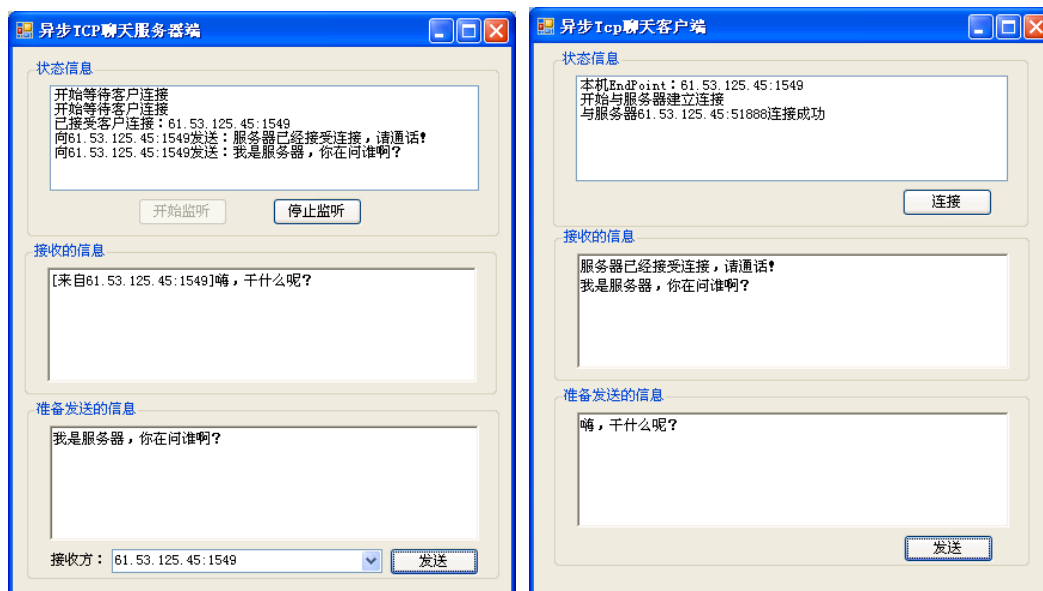 异步TCP聊天服务器端
状态信息
开始等待客户连接
开始等待客户连接
已接受客户连接：61.53.125.45:1549
向61.53.125.45:1549发送：服务器已经接受连接，请通话！
向61.53.125.45:1549发送：我是服务器，你在问谁啊？
开始监听
停止监听
接收的信息
[来自61.53.125.45:1549]嗨，干什么呢？
准备发送的信息
我是服务器，你在问谁啊？
接收方：
61.53.125.45:1549
发送
异步Tcp聊天客户端
状态信息
本机EndPoint：61.53.125.45:1549
开始与服务器建立连接
与服务器61.53.125.45:51888连接成功
连接
接收的信息
服务器已经接受连接，请通话！
我是服务器，你在问谁啊？
准备发送的信息
嗨，干什么呢？
发送